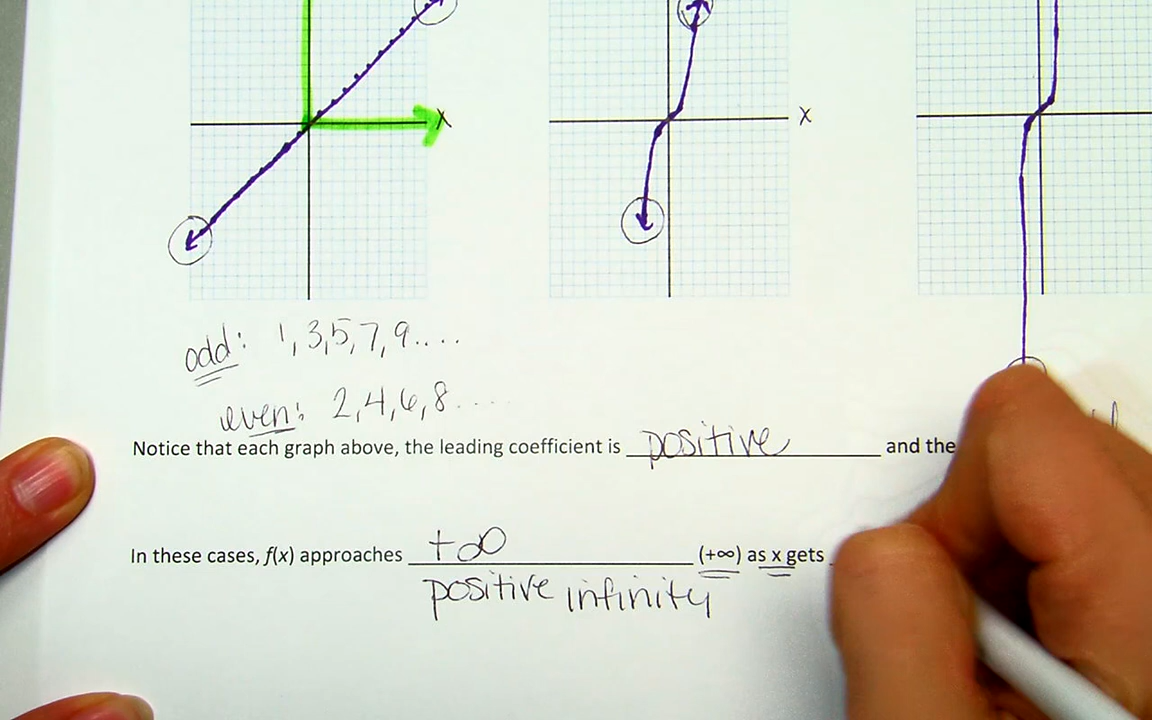 X
X
odd: 1,3,5,7,9....
even: 2,4,6,8....
Notice that each graph above, the leading coefficient is positive and the
In these cases, f(x) approaches +∞ (+∞) as x gets
positive infinity